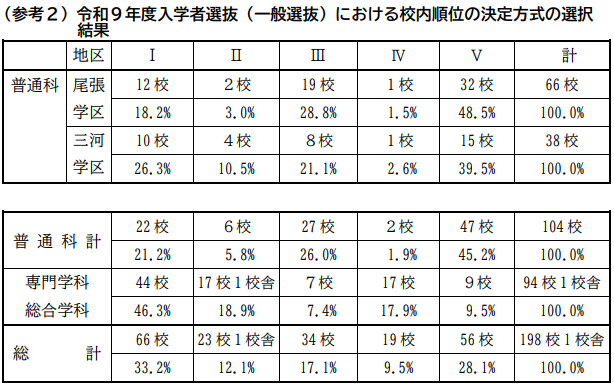 (参考2) 令和9年度入学者選抜(一般選抜)における校内順位の決定方式の選択
結果
地区 Ⅰ Ⅱ Ⅲ Ⅳ Ⅴ 計
普通科 尾張 12校 2校 19校 1校 32校 66校
学区 18.2% 3.0% 28.8% 1.5% 48.5% 100.0%
三河 10校 4校 8校 1校 15校 38校
学区 26.3% 10.5% 21.1% 2.6% 39.5% 100.0%
普通科計 22校 6校 27校 2校 47校 104校
21.2% 5.8% 26.0% 1.9% 45.2% 100.0%
専門学科 44校 17校1校舎 7校 17校 9校 94校1校舎
総合学科 46.3% 18.9% 7.4% 17.9% 9.5% 100.0%
総計 66校 23校1校舎 34校 19校 56校 198校1校舎
33.2% 12.1% 17.1% 9.5% 28.1% 100.0%